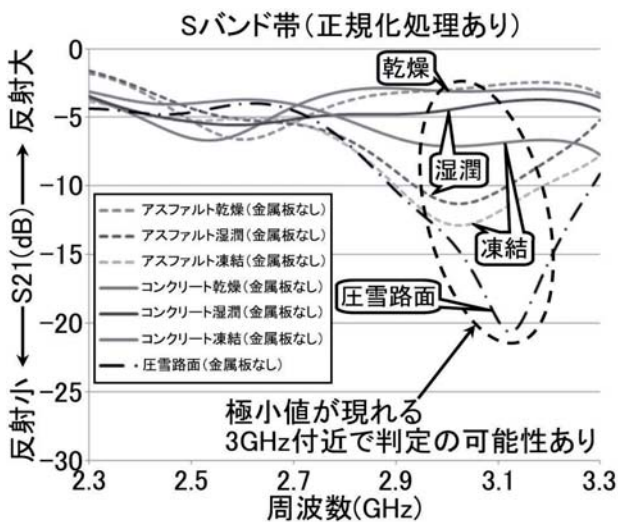 Sバンド帯(正規化処理あり)
反射小 ← S21(dB) → 反射大
0
−5
−10
−15
−20
−25
−30
乾燥
湿潤
凍結
圧雪路面
アスファルト乾燥(金属板なし)
アスファルト湿潤(金属板なし)
アスファルト凍結(金属板なし)
コンクリート乾燥(金属板なし)
コンクリート湿潤(金属板なし)
コンクリート凍結(金属板なし)
圧雪路面(金属板なし)
極小値が現れる
3GHz付近で判定の可能性あり
2.3 2.5 2.7 2.9 3.1 3.3
周波数(GHz)